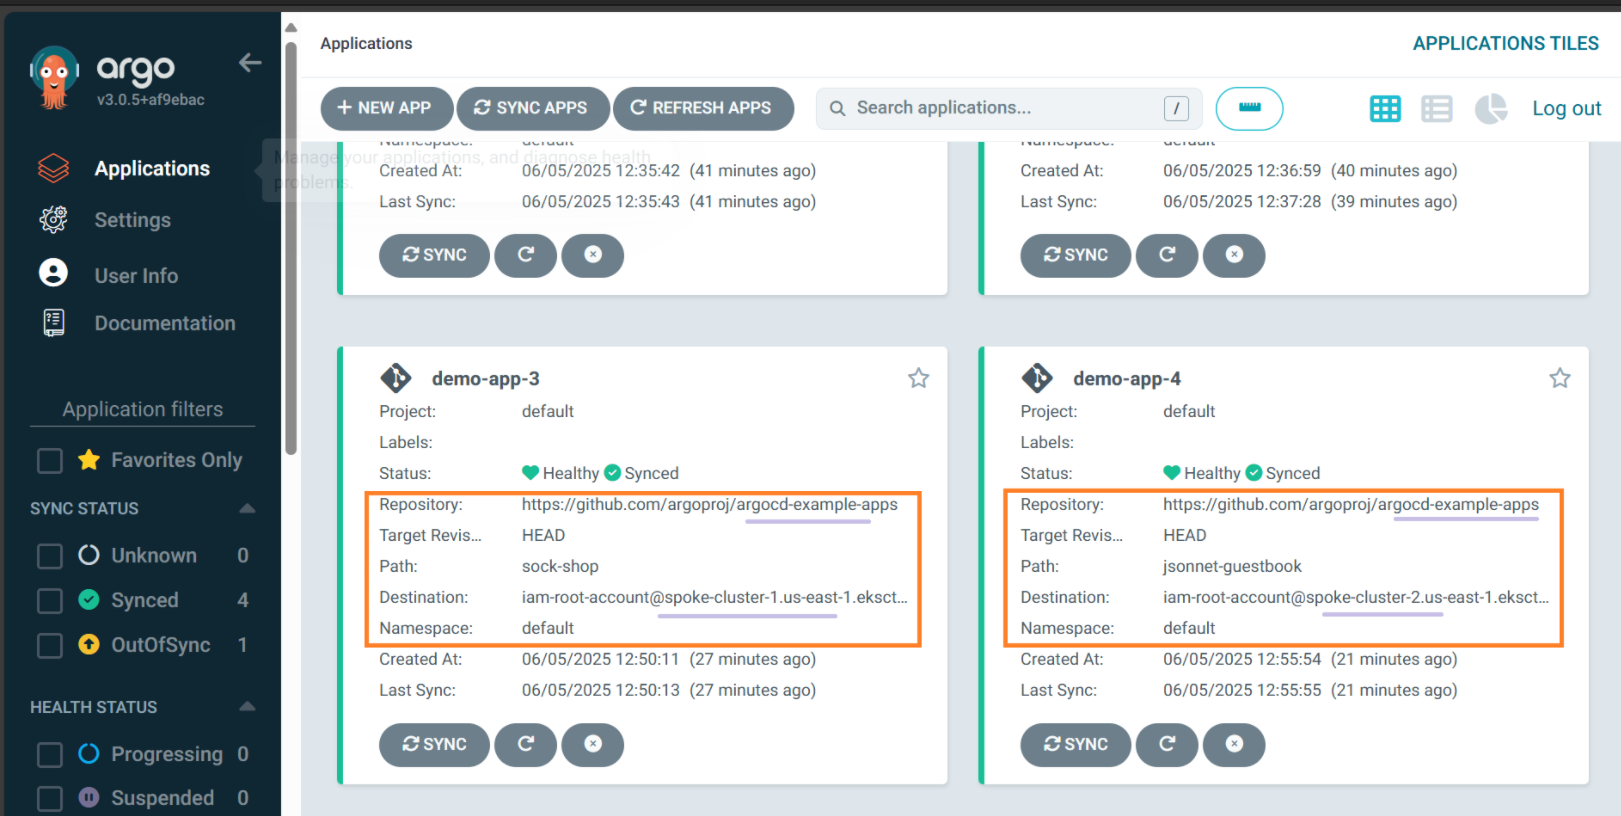 argo
v3.0.5+af9ebac
Applications
Settings
User Info
Documentation
Application filters
Favorites Only
SYNC STATUS
Unknown 0
Synced 4
OutOfSync 1
HEALTH STATUS
Progressing 0
Suspended 0
Applications
APPLICATIONS TILES
+ NEW APP
SYNC APPS
REFRESH APPS
Search applications...
/
Log out
Manage your applications, and diagnose health
problems.
Namespace: default
Created At: 06/05/2025 12:35:42 (41 minutes ago)
Last Sync: 06/05/2025 12:35:43 (41 minutes ago)
SYNC
Namespace: default
Created At: 06/05/2025 12:36:59 (40 minutes ago)
Last Sync: 06/05/2025 12:37:28 (39 minutes ago)
SYNC
demo-app-3
Project: default
Labels:
Status: Healthy Synced
Repository: https://github.com/argoproj/argocd-example-apps
Target Revis... HEAD
Path: sock-shop
Destination: iam-root-account@spoke-cluster-1.us-east-1.eksct...
Namespace: default
Created At: 06/05/2025 12:50:11 (27 minutes ago)
Last Sync: 06/05/2025 12:50:13 (27 minutes ago)
SYNC
demo-app-4
Project: default
Labels:
Status: Healthy Synced
Repository: https://github.com/argoproj/argocd-example-apps
Target Revis... HEAD
Path: jsonnet-guestbook
Destination: iam-root-account@spoke-cluster-2.us-east-1.eksct...
Namespace: default
Created At: 06/05/2025 12:55:54 (21 minutes ago)
Last Sync: 06/05/2025 12:55:55 (21 minutes ago)
SYNC